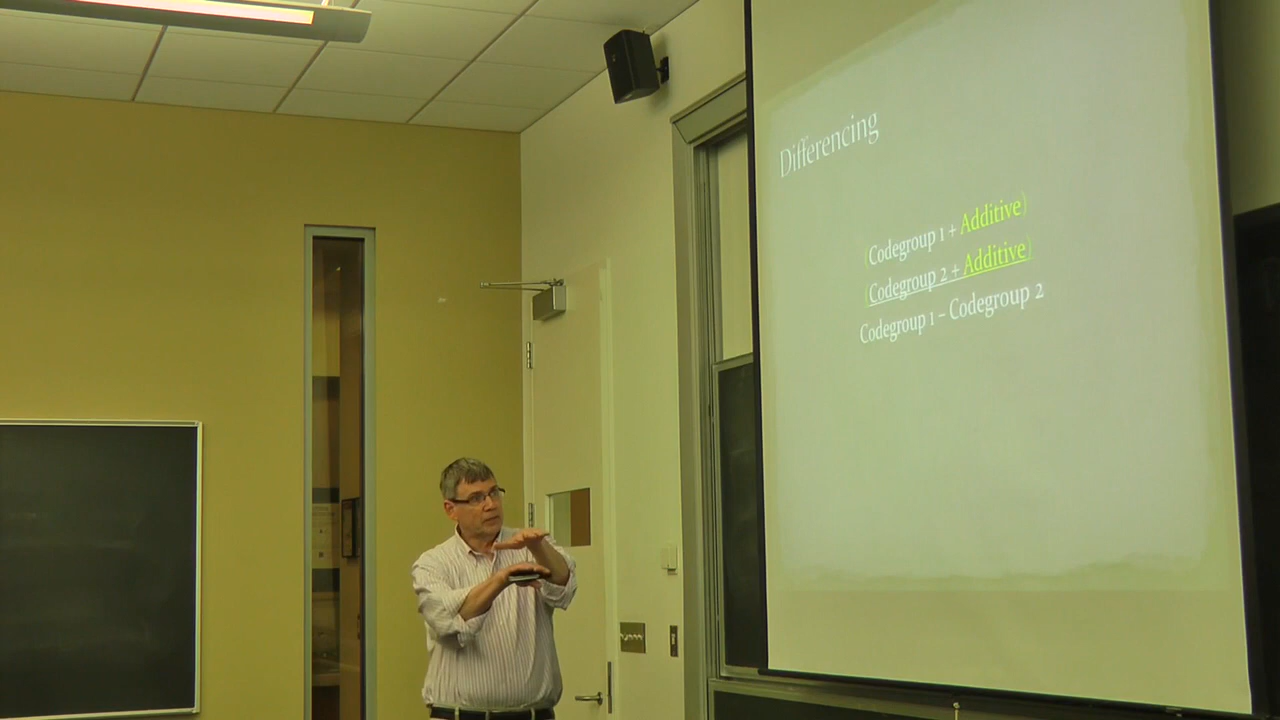 Differencing
(Codegroup 1 + Additive)
(Codegroup 2 + Additive)
Codegroup 1 – Codegroup 2